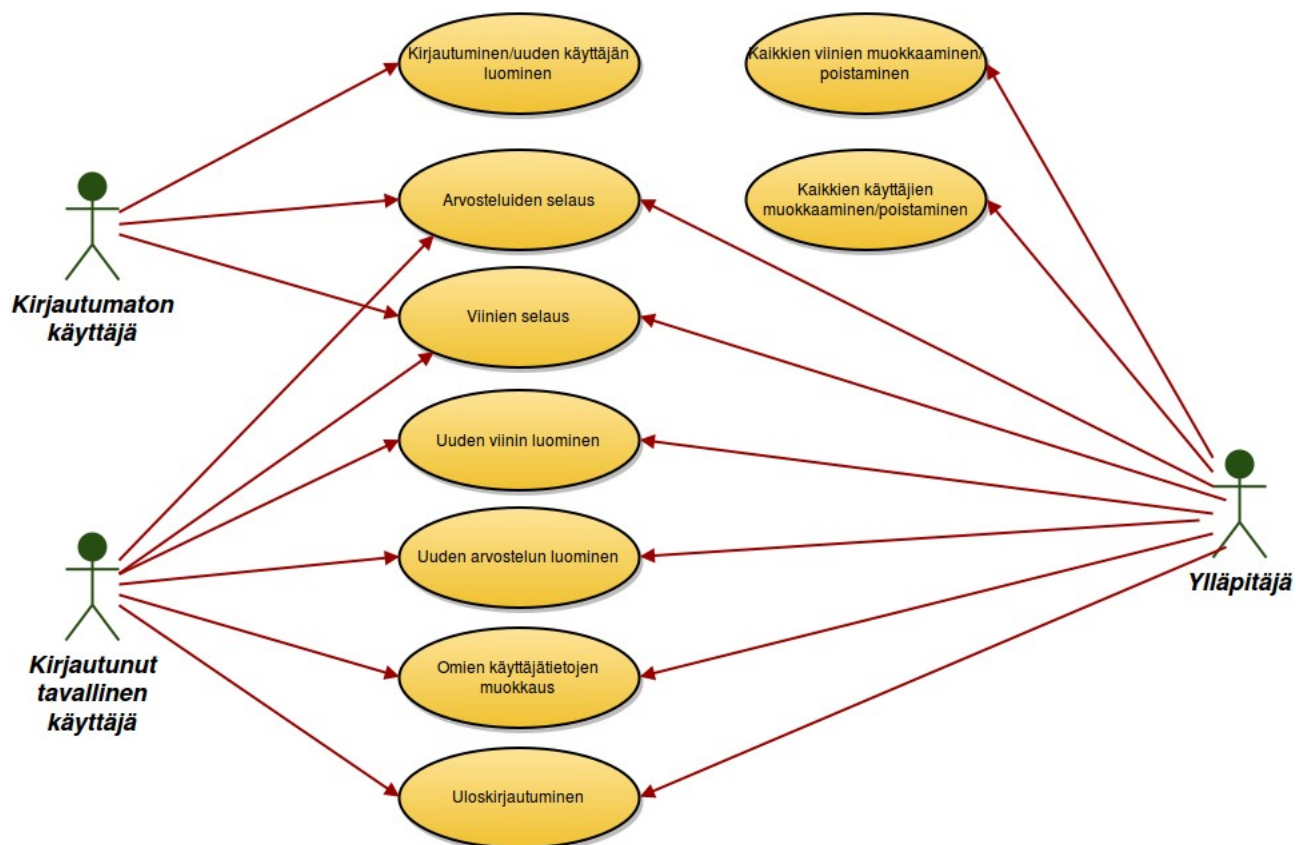 Kirjautuminen/uuden käyttäjän
luominen
Kaikkien viinien muokkaaminen/
poistaminen
Arvosteluiden selaus
Kaikkien käyttäjien
muokkaaminen/poistaminen
Kirjautumaton
käyttäjä
Viinien selaus
Uuden viinin luominen
Uuden arvostelun luominen
Ylläpitäjä
Kirjautunut
tavallinen
käyttäjä
Omien käyttäjätietojen
muokkaus
Uloskirjautuminen